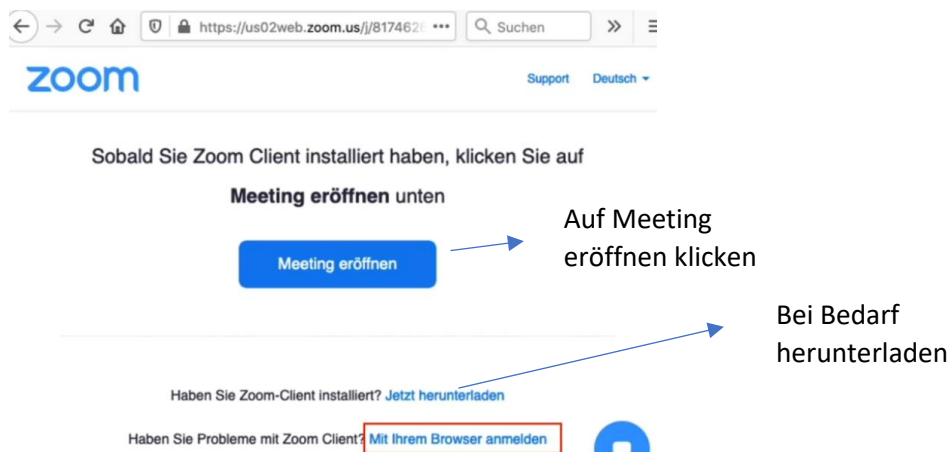 https://us02web.zoom.us/j/817462 ••• Suchen
zoom Support Deutsch
Sobald Sie Zoom Client installiert haben, klicken Sie auf
Meeting eröffnen unten
Meeting eröffnen
Auf Meeting
eröffnen klicken
Bei Bedarf
herunterladen
Haben Sie Zoom-Client installiert? Jetzt herunterladen
Haben Sie Probleme mit Zoom Client? Mit Ihrem Browser anmelden